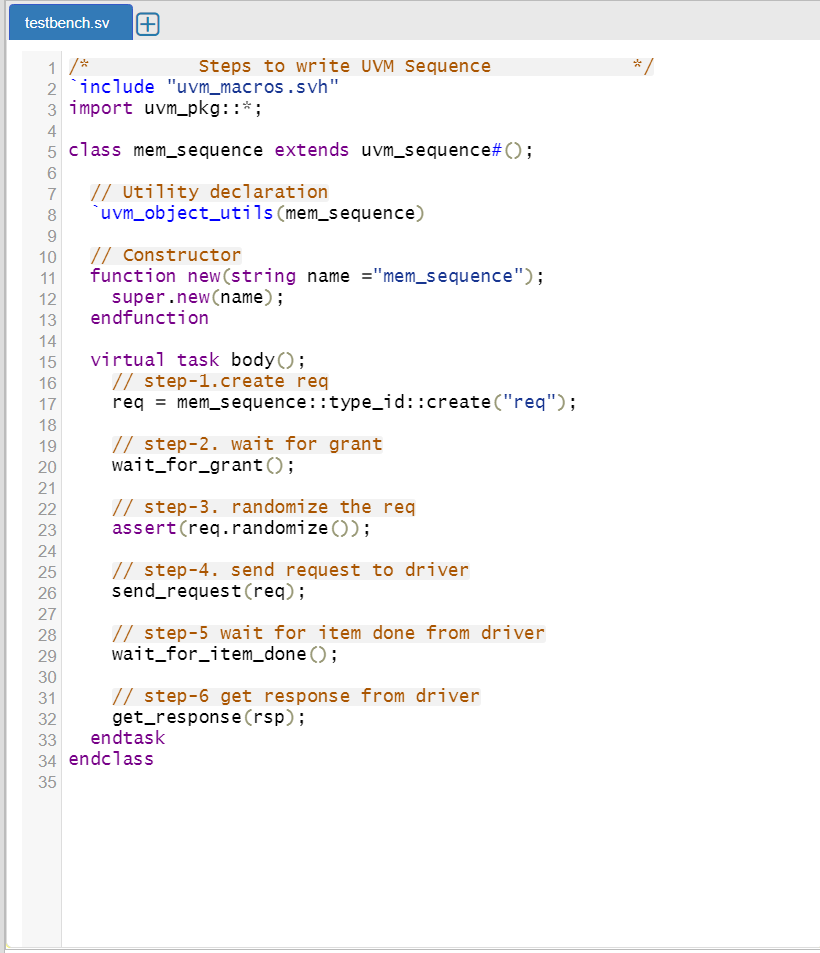 testbench.sv
1 /*          Steps to write UVM Sequence             */
2 `include "uvm_macros.svh"
3 import uvm_pkg::*;
4
5 class mem_sequence extends uvm_sequence#();
6
7   // Utility declaration
8   `uvm_object_utils(mem_sequence)
9
10   // Constructor
11   function new(string name ="mem_sequence");
12     super.new(name);
13   endfunction
14
15   virtual task body();
16     // step-1.create req
17     req = mem_sequence::type_id::create("req");
18
19     // step-2. wait for grant
20     wait_for_grant();
21
22     // step-3. randomize the req
23     assert(req.randomize());
24
25     // step-4. send request to driver
26     send_request(req);
27
28     // step-5 wait for item done from driver
29     wait_for_item_done();
30
31     // step-6 get response from driver
32     get_response(rsp);
33   endtask
34 endclass
35